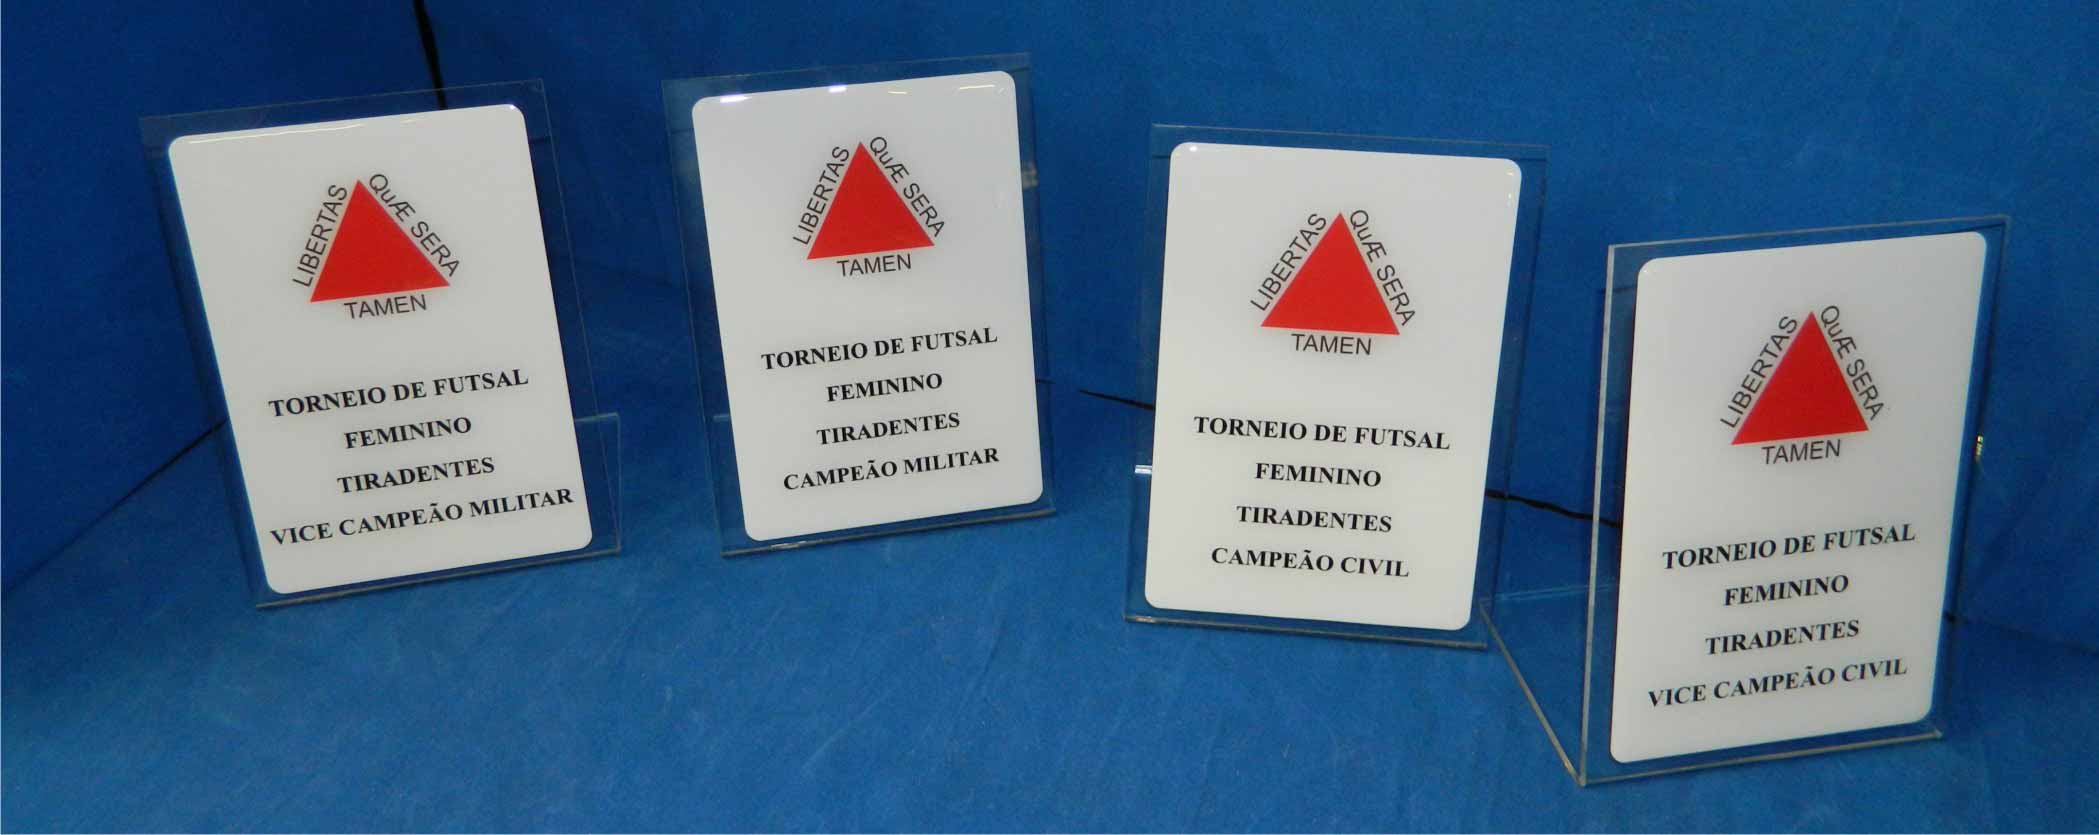 LIBERTAS
QuÆ SERA
TAMEN
TORNEIO DE FUTSAL
FEMININO
TIRADENTES
VICE CAMPEÃO MILITAR
LIBERTAS
QuÆ SERA
TAMEN
TORNEIO DE FUTSAL
FEMININO
TIRADENTES
CAMPEÃO MILITAR
LIBERTAS
QuÆ SERA
TAMEN
TORNEIO DE FUTSAL
FEMININO
TIRADENTES
CAMPEÃO CIVIL
LIBERTAS
QuÆ SERA
TAMEN
TORNEIO DE FUTSAL
FEMININO
TIRADENTES
VICE CAMPEÃO CIVIL